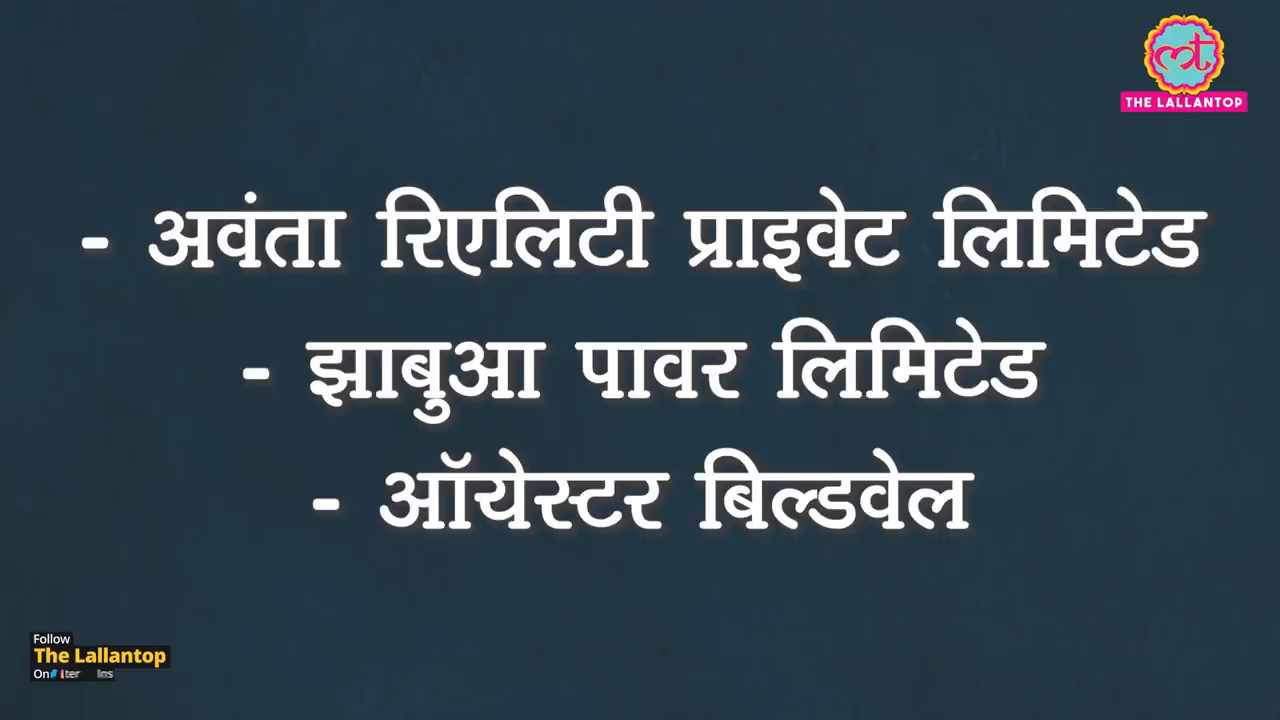 THE LALLANTOP
- अवंता रिएलिटी प्राइवेट लिमिटेड
- झाबुआ पावर लिमिटेड
- ऑयेस्टर बिल्डवेल
Follow
The Lallantop
On